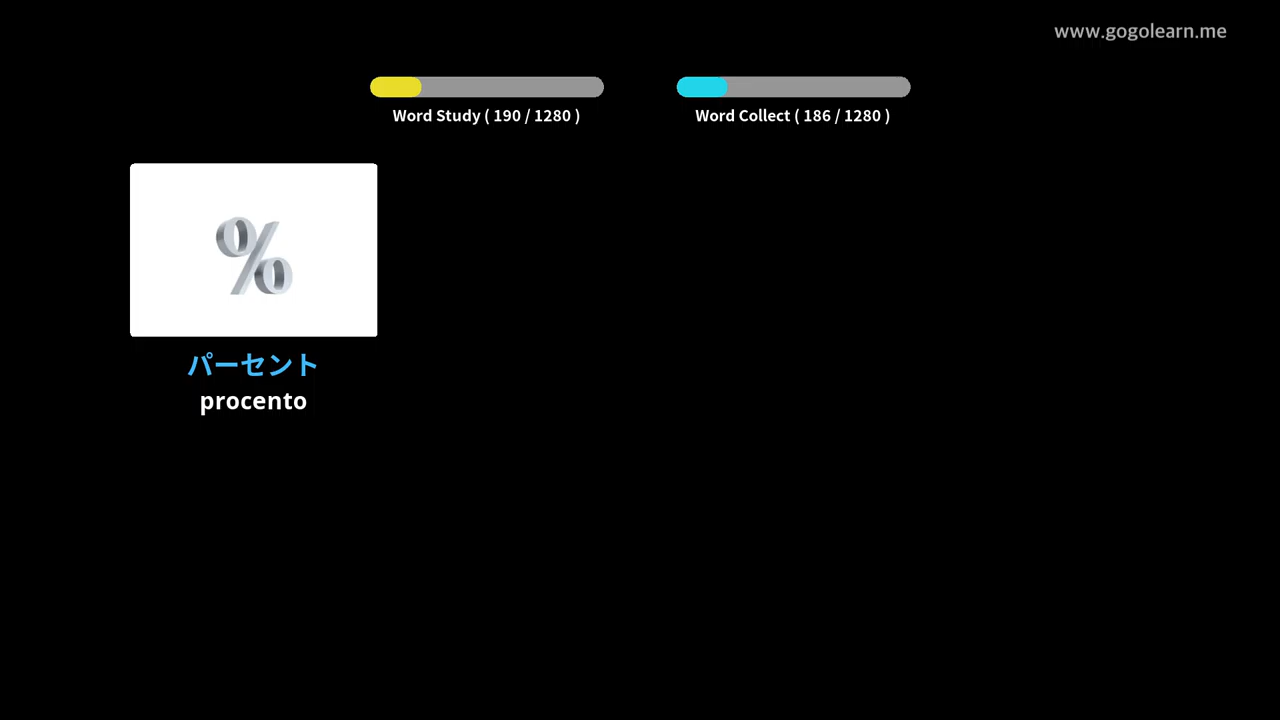 www.gogolearn.me
Word Study ( 190 / 1280 )
Word Collect ( 186 / 1280 )
%
パーセント
procento